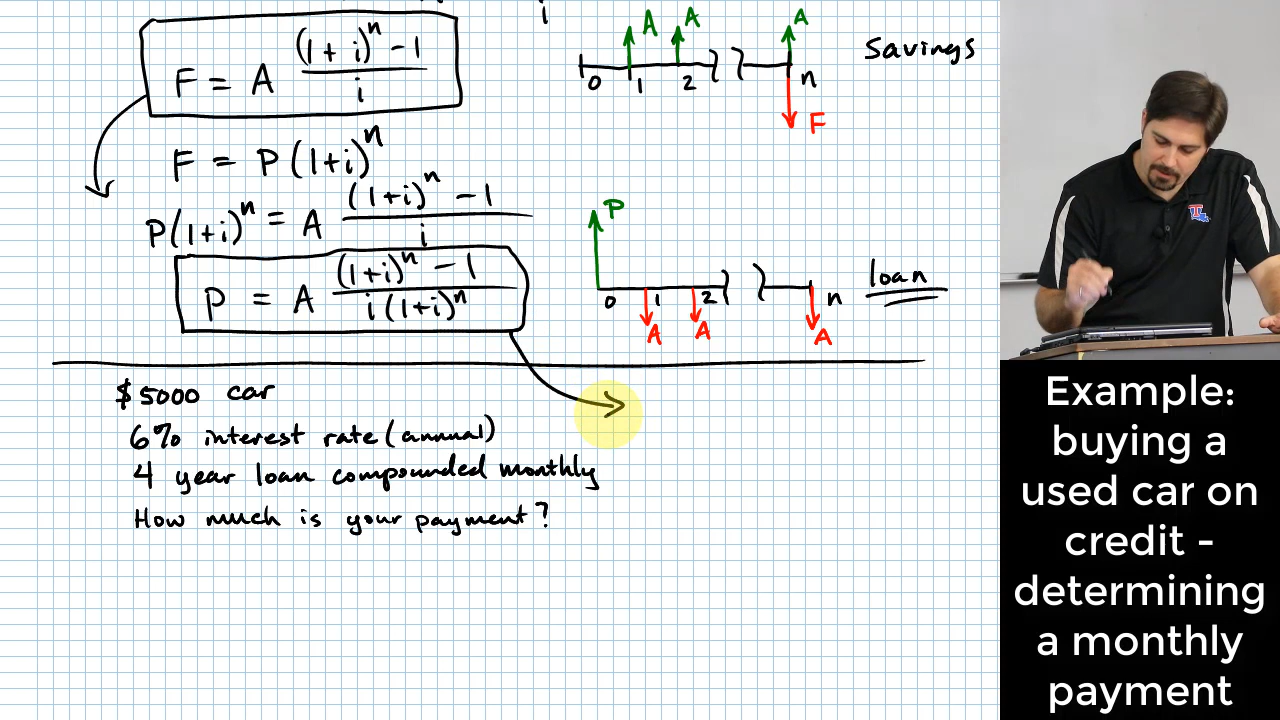 i
F = A ((1 + i)^n - 1) / i
A A A
0 1 2 n
F
Savings
F = P(1+i)^n
P(1+i)^n = A ((1+i)^n - 1) / i
P = A ((1+i)^n - 1) / (i(1+i)^n)
P
0 1 2 n
A A A
loan
$5000 car
6% interest rate (annual)
4 year loan compounded monthly
How much is your payment?
Example:
buying a
used car on
credit -
determining
a monthly
payment